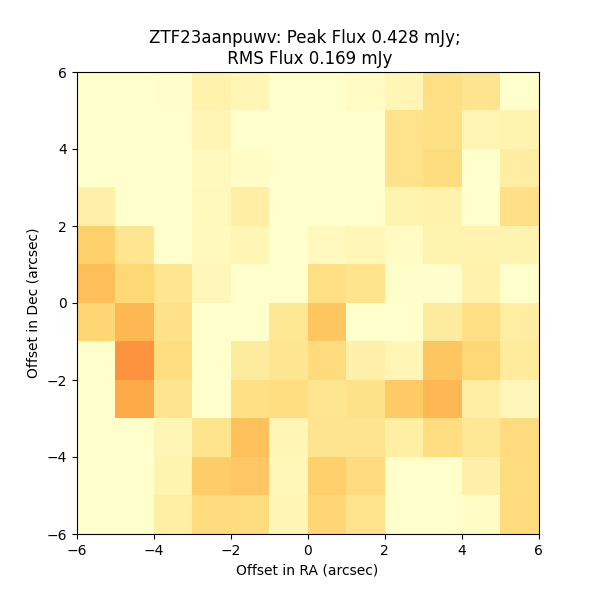 ZTF23aanpuwv: Peak Flux 0.428 mJy;
RMS Flux 0.169 mJy
6
4
2
0
−2
−4
−6
Offset in Dec (arcsec)
−6 −4 −2 0 2 4 6
Offset in RA (arcsec)